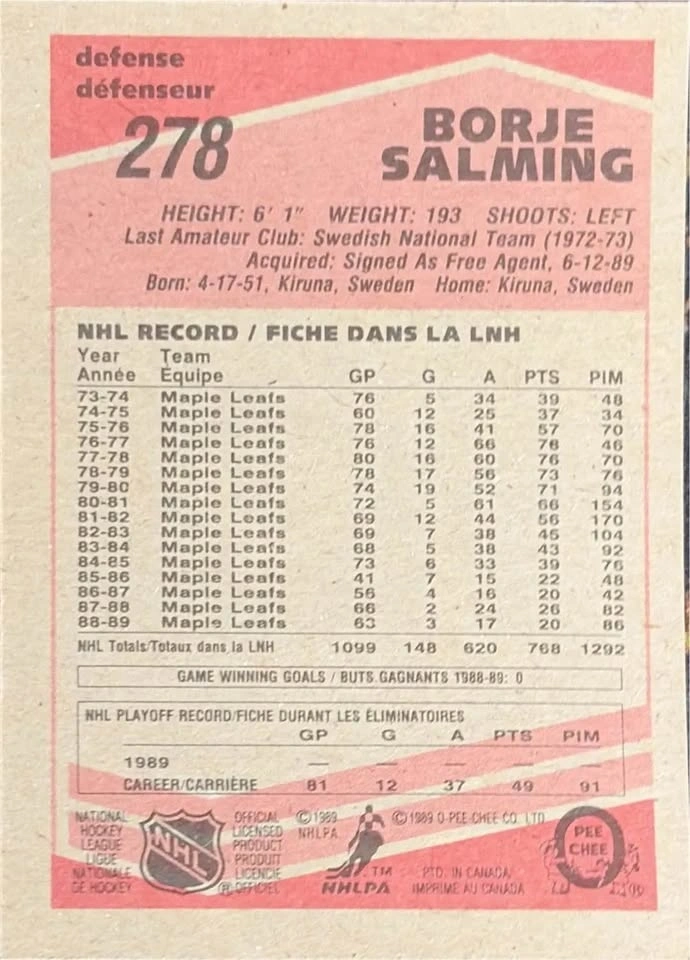 defense
défenseur
278
BORJE
SALMING
HEIGHT: 6' 1" WEIGHT: 193 SHOOTS: LEFT
Last Amateur Club: Swedish National Team (1972-73)
Acquired: Signed As Free Agent, 6-12-89
Born: 4-17-51, Kiruna, Sweden Home: Kiruna, Sweden
NHL RECORD / FICHE DANS LA LNH
Year Team
Année Équipe GP G A PTS PIM
73-74 Maple Leafs 76 5 34 39 48
74-75 Maple Leafs 60 12 25 37 34
75-76 Maple Leafs 78 16 41 57 70
76-77 Maple Leafs 76 12 66 78 46
77-78 Maple Leafs 80 16 60 76 70
78-79 Maple Leafs 78 17 56 73 76
79-80 Maple Leafs 74 19 52 71 94
80-81 Maple Leafs 72 5 61 66 154
81-82 Maple Leafs 69 12 44 56 170
82-83 Maple Leafs 69 7 38 45 104
83-84 Maple Leafs 68 5 38 43 92
84-85 Maple Leafs 73 6 33 39 76
85-86 Maple Leafs 41 7 15 22 48
86-87 Maple Leafs 56 4 16 20 42
87-88 Maple Leafs 66 2 24 26 82
88-89 Maple Leafs 63 3 17 20 86
NHL Totals/Totaux dans la LNH 1099 148 620 768 1292
GAME WINNING GOALS / BUTS GAGNANTS 1988-89: 0
NHL PLAYOFF RECORD/FICHE DURANT LES ÉLIMINATOIRES
GP G A PTS PIM
1989 — — — — —
CAREER/CARRIÈRE 81 12 37 49 91
NATIONAL
HOCKEY
LEAGUE
LIGUE
NATIONALE
DE HOCKEY
NHL
OFFICIAL
LICENSED
PRODUCT
PRODUIT
LICENCIÉ
® OFFICIEL
©1989
NHLPA
TM
NHLPA
©1989 O-PEE-CHEE CO. LTD.
PTD. IN CANADA
IMPRIMÉ AU CANADA
PEE
CHEE